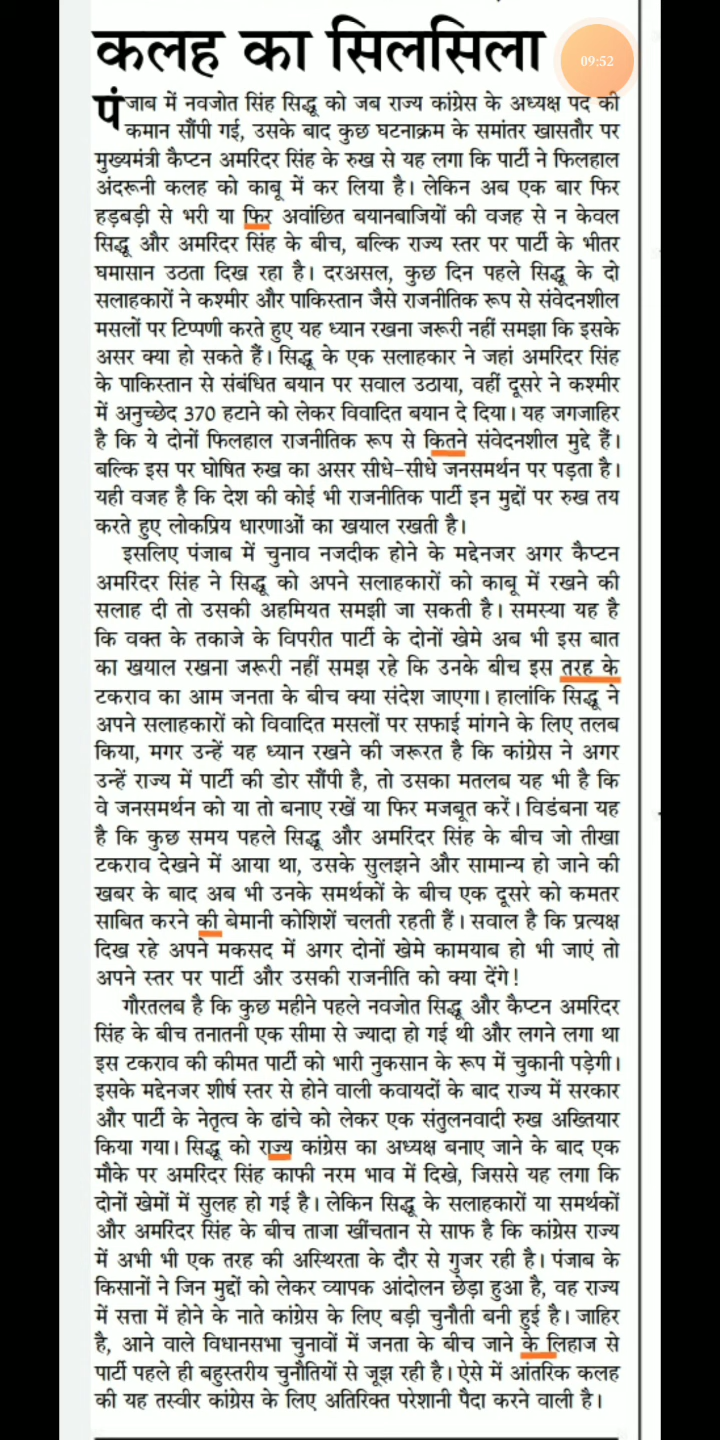 कलह का सिलसिला
09:52
पंजाब में नवजोत सिंह सिद्धू को जब राज्य कांग्रेस के अध्यक्ष पद की
कमान सौंपी गई, उसके बाद कुछ घटनाक्रम के समांतर खासतौर पर
मुख्यमंत्री कैप्टन अमरिंदर सिंह के रुख से यह लगा कि पार्टी ने फिलहाल
अंदरूनी कलह को काबू में कर लिया है। लेकिन अब एक बार फिर
हड़बड़ी से भरी या फिर अवांछित बयानबाजियों की वजह से न केवल
सिद्धू और अमरिंदर सिंह के बीच, बल्कि राज्य स्तर पर पार्टी के भीतर
घमासान उठता दिख रहा है। दरअसल, कुछ दिन पहले सिद्धू के दो
सलाहकारों ने कश्मीर और पाकिस्तान जैसे राजनीतिक रूप से संवेदनशील
मसलों पर टिप्पणी करते हुए यह ध्यान रखना जरूरी नहीं समझा कि इसके
असर क्या हो सकते हैं। सिद्धू के एक सलाहकार ने जहां अमरिंदर सिंह
के पाकिस्तान से संबंधित बयान पर सवाल उठाया, वहीं दूसरे ने कश्मीर
में अनुच्छेद 370 हटाने को लेकर विवादित बयान दे दिया। यह जगजाहिर
है कि ये दोनों फिलहाल राजनीतिक रूप से कितने संवेदनशील मुद्दे हैं।
बल्कि इस पर घोषित रुख का असर सीधे-सीधे जनसमर्थन पर पड़ता है।
यही वजह है कि देश की कोई भी राजनीतिक पार्टी इन मुद्दों पर रुख तय
करते हुए लोकप्रिय धारणाओं का खयाल रखती है।
इसलिए पंजाब में चुनाव नजदीक होने के मद्देनजर अगर कैप्टन
अमरिंदर सिंह ने सिद्धू को अपने सलाहकारों को काबू में रखने की
सलाह दी तो उसकी अहमियत समझी जा सकती है। समस्या यह है
कि वक्त के तकाजे के विपरीत पार्टी के दोनों खेमे अब भी इस बात
का खयाल रखना जरूरी नहीं समझ रहे कि उनके बीच इस तरह के
टकराव का आम जनता के बीच क्या संदेश जाएगा। हालांकि सिद्धू ने
अपने सलाहकारों को विवादित मसलों पर सफाई मांगने के लिए तलब
किया, मगर उन्हें यह ध्यान रखने की जरूरत है कि कांग्रेस ने अगर
उन्हें राज्य में पार्टी की डोर सौंपी है, तो उसका मतलब यह भी है कि
वे जनसमर्थन को या तो बनाए रखें या फिर मजबूत करें। विडंबना यह
है कि कुछ समय पहले सिद्धू और अमरिंदर सिंह के बीच जो तीखा
टकराव देखने में आया था, उसके सुलझने और सामान्य हो जाने की
खबर के बाद अब भी उनके समर्थकों के बीच एक दूसरे को कमतर
साबित करने की बेमानी कोशिशें चलती रहती हैं। सवाल है कि प्रत्यक्ष
दिख रहे अपने मकसद में अगर दोनों खेमे कामयाब हो भी जाएं तो
अपने स्तर पर पार्टी और उसकी राजनीति को क्या देंगे!
गौरतलब है कि कुछ महीने पहले नवजोत सिद्धू और कैप्टन अमरिंदर
सिंह के बीच तनातनी एक सीमा से ज्यादा हो गई थी और लगने लगा था
इस टकराव की कीमत पार्टी को भारी नुकसान के रूप में चुकानी पड़ेगी।
इसके मद्देनजर शीर्ष स्तर से होने वाली कवायदों के बाद राज्य में सरकार
और पार्टी के नेतृत्व के ढांचे को लेकर एक संतुलनवादी रुख अख्तियार
किया गया। सिद्धू को राज्य कांग्रेस का अध्यक्ष बनाए जाने के बाद एक
मौके पर अमरिंदर सिंह काफी नरम भाव में दिखे, जिससे यह लगा कि
दोनों खेमों में सुलह हो गई है। लेकिन सिद्धू के सलाहकारों या समर्थकों
और अमरिंदर सिंह के बीच ताजा खींचतान से साफ है कि कांग्रेस राज्य
में अभी भी एक तरह की अस्थिरता के दौर से गुजर रही है। पंजाब के
किसानों ने जिन मुद्दों को लेकर व्यापक आंदोलन छेड़ा हुआ है, वह राज्य
में सत्ता में होने के नाते कांग्रेस के लिए बड़ी चुनौती बनी हुई है। जाहिर
है, आने वाले विधानसभा चुनावों में जनता के बीच जाने के लिहाज से
पार्टी पहले ही बहुस्तरीय चुनौतियों से जूझ रही है। ऐसे में आंतरिक कलह
की यह तस्वीर कांग्रेस के लिए अतिरिक्त परेशानी पैदा करने वाली है।